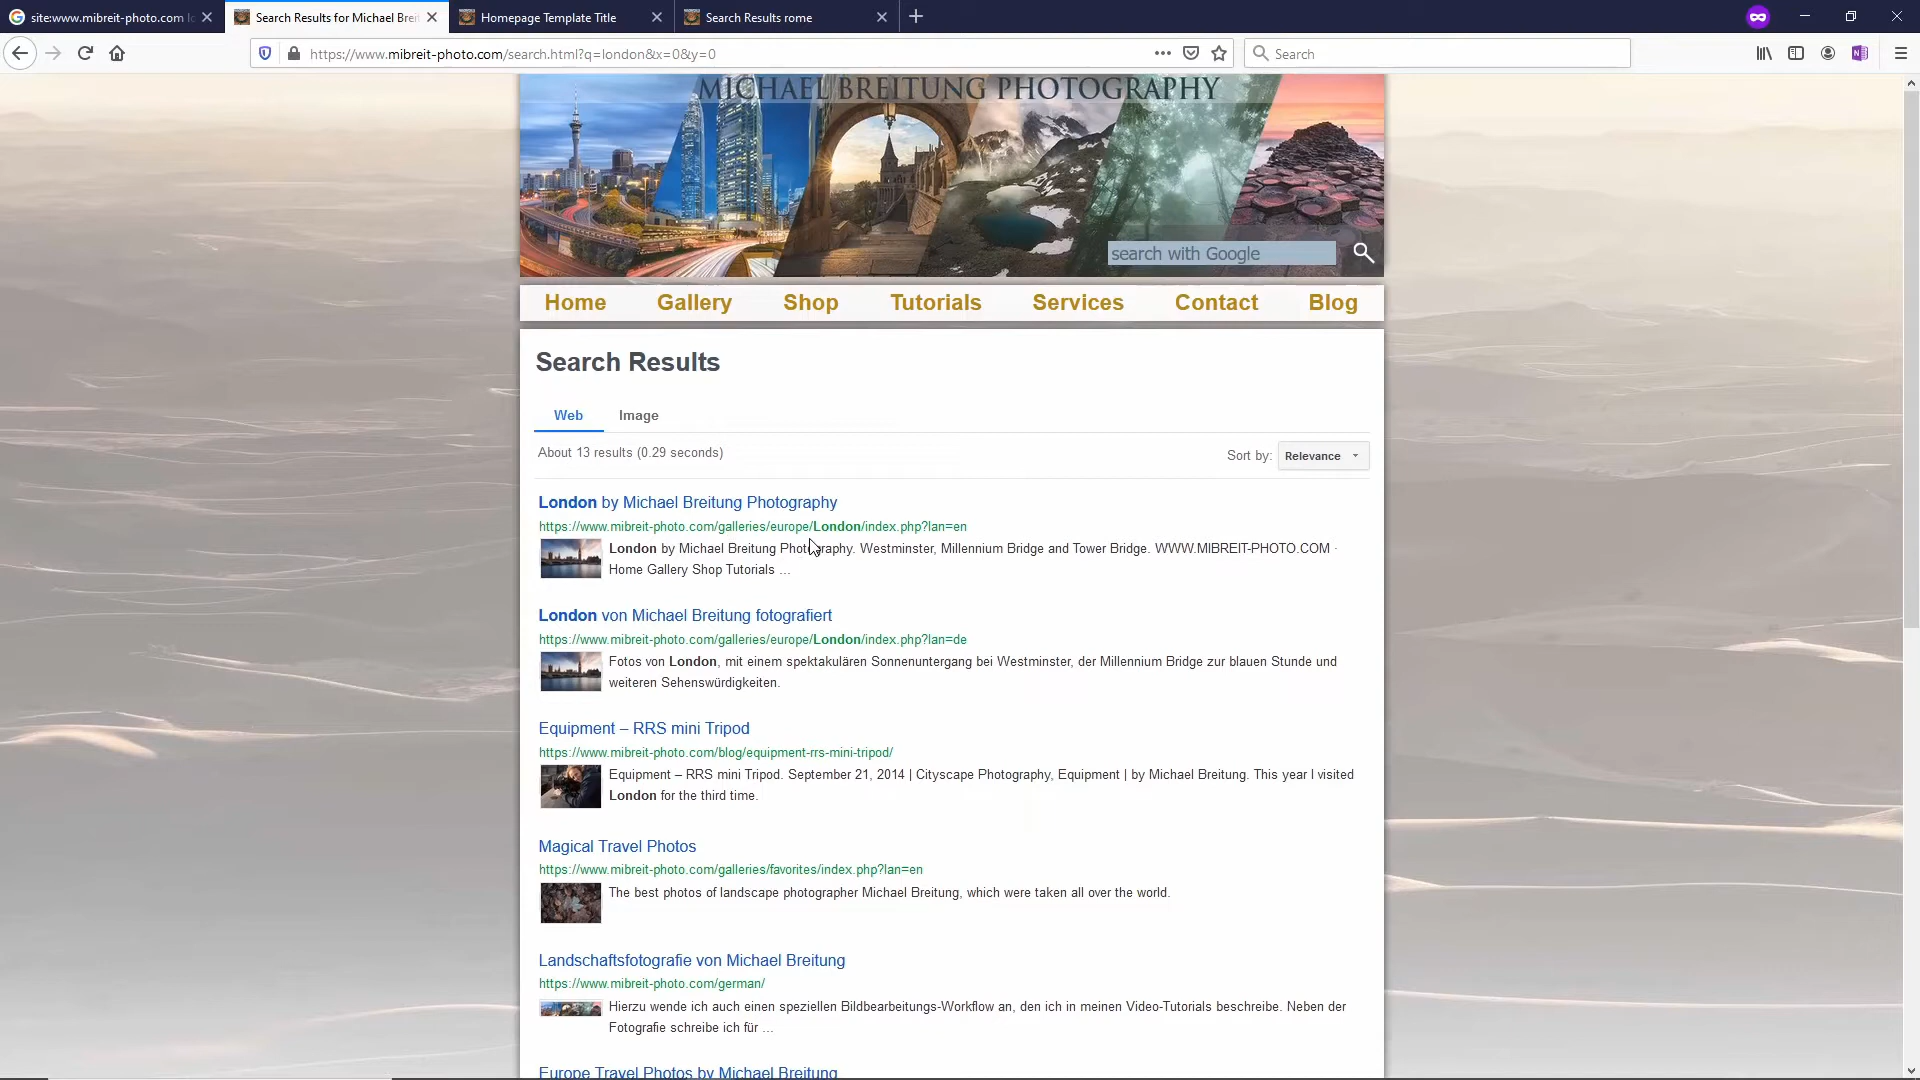 site:www.mibreit-photo.com lo
Search Results for Michael Brei
Homepage Template Title
Search Results rome
https://www.mibreit-photo.com/search.html?q=london&x=0&y=0
Search
MICHAEL BREITUNG PHOTOGRAPHY
search with Google
Home Gallery Shop Tutorials Services Contact Blog
Search Results
Web Image
About 13 results (0.29 seconds)
Sort by: Relevance
London by Michael Breitung Photography
https://www.mibreit-photo.com/galleries/europe/London/index.php?lan=en
London by Michael Breitung Photography. Westminster, Millennium Bridge and Tower Bridge. WWW.MIBREIT-PHOTO.COM ·
Home Gallery Shop Tutorials ...
London von Michael Breitung fotografiert
https://www.mibreit-photo.com/galleries/europe/London/index.php?lan=de
Fotos von London, mit einem spektakulären Sonnenuntergang bei Westminster, der Millennium Bridge zur blauen Stunde und
weiteren Sehenswürdigkeiten.
Equipment – RRS mini Tripod
https://www.mibreit-photo.com/blog/equipment-rrs-mini-tripod/
Equipment – RRS mini Tripod. September 21, 2014 | Cityscape Photography, Equipment | by Michael Breitung. This year I visited
London for the third time.
Magical Travel Photos
https://www.mibreit-photo.com/galleries/favorites/index.php?lan=en
The best photos of landscape photographer Michael Breitung, which were taken all over the world.
Landschaftsfotografie von Michael Breitung
https://www.mibreit-photo.com/german/
Hierzu wende ich auch einen speziellen Bildbearbeitungs-Workflow an, den ich in meinen Video-Tutorials beschreibe. Neben der
Fotografie schreibe ich für ...
Europe Travel Photos by Michael Breitung